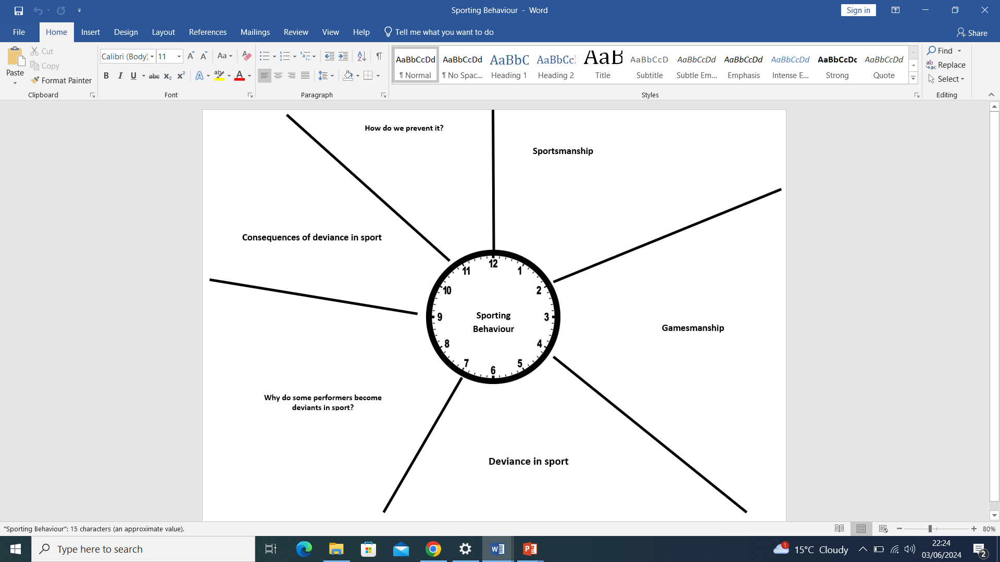 Sporting Behaviour - Word
Sign in
File Home Insert Design Layout References Mailings Review View Help Tell me what you want to do
Share
Paste
Cut
Copy
Format Painter
Clipboard
Calibri (Body) 11
Font
Paragraph
AaBbCcDd AaBbCcDd AaBbC AaBbCc AaB AaBbCcD AaBbCcDd AaBbCcDd AaBbCcDd AaBbCcDc AaBbCcDd
¶ Normal ¶ No Spac... Heading 1 Heading 2 Title Subtitle Subtle Em... Emphasis Intense E... Strong Quote
Styles
Find
Replace
Select
Editing
How do we prevent it?
Sportsmanship
Consequences of deviance in sport
12
11 1
10 2
9 3
8 4
7 5
6
Sporting
Behaviour
Gamesmanship
Why do some performers become
deviants in sport?
Deviance in sport
"Sporting Behaviour": 15 characters (an approximate value).
80%
Type here to search
1
15°C Cloudy
22:24
03/06/2024
2